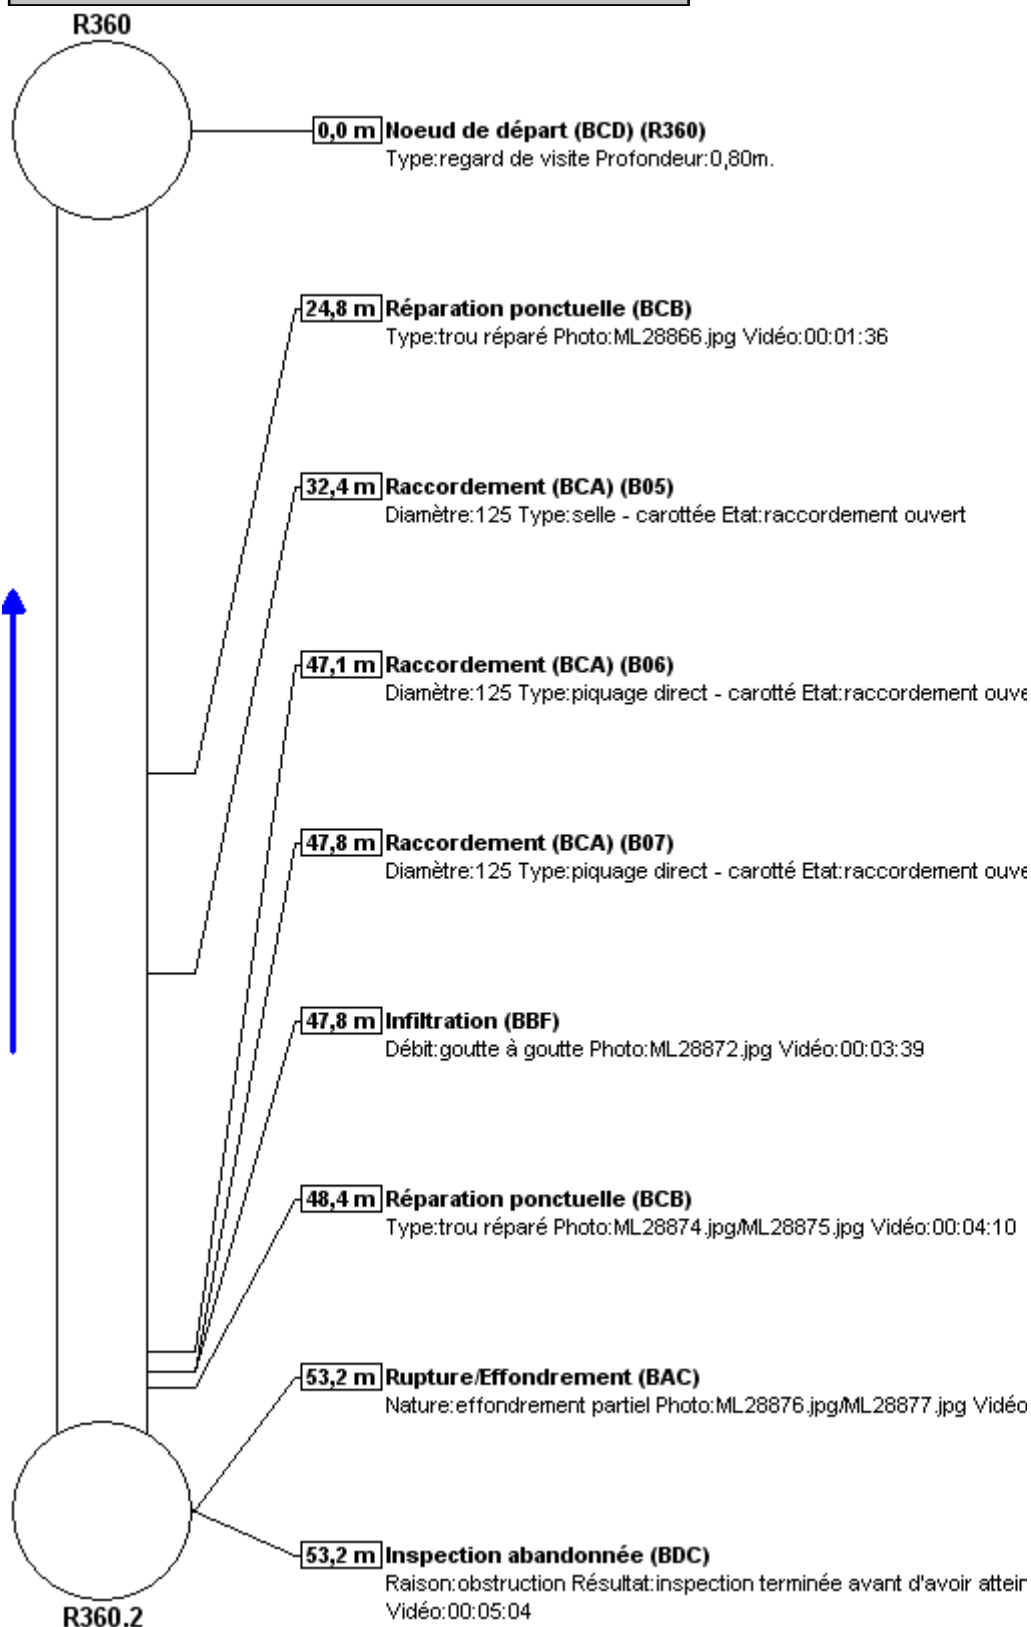 R360
0,0 m Noeud de départ (BCD) (R360)
Type:regard de visite Profondeur:0,80m.
24,8 m Réparation ponctuelle (BCB)
Type:trou réparé Photo:ML28866.jpg Vidéo:00:01:36
32,4 m Raccordement (BCA) (B05)
Diamètre:125 Type:selle - carottée Etat:raccordement ouvert
47,1 m Raccordement (BCA) (B06)
Diamètre:125 Type:piquage direct - carotté Etat:raccordement ouve
47,8 m Raccordement (BCA) (B07)
Diamètre:125 Type:piquage direct - carotté Etat:raccordement ouve
47,8 m Infiltration (BBF)
Débit:goutte à goutte Photo:ML28872.jpg Vidéo:00:03:39
48,4 m Réparation ponctuelle (BCB)
Type:trou réparé Photo:ML28874.jpg/ML28875.jpg Vidéo:00:04:10
53,2 m Rupture/Effondrement (BAC)
Nature:effondrement partiel Photo:ML28876.jpg/ML28877.jpg Vidéo
53,2 m Inspection abandonnée (BDC)
Raison:obstruction Résultat:inspection terminée avant d'avoir attein
Vidéo:00:05:04
R360.2